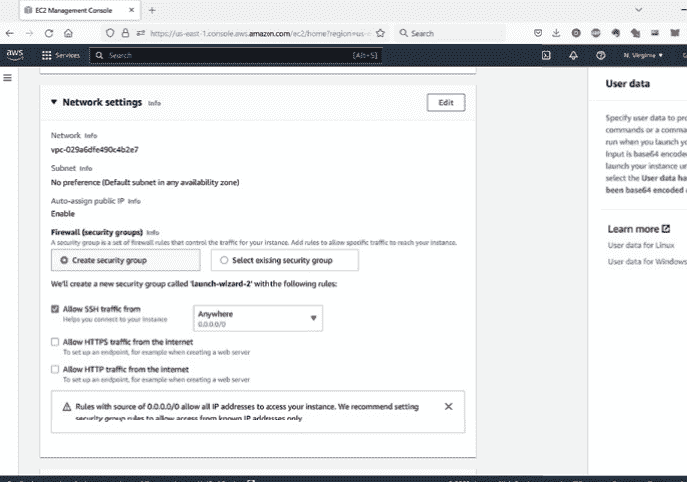 EC2 Management Console
https://us-east-1.console.aws.amazon.com/ec2/home?region=us-e
Search
aws
Services
Search
[Alt+S]
N. Virginia
Network settings Info
Edit
Network Info
vpc-029a6dfe490c4b2e7
Subnet Info
No preference (Default subnet in any availability zone)
Auto-assign public IP Info
Enable
Firewall (security groups) Info
A security group is a set of firewall rules that control the traffic for your instance. Add rules to allow specific traffic to reach your instance.
Create security group
Select existing security group
We'll create a new security group called 'launch-wizard-2' with the following rules:
Allow SSH traffic from
Helps you connect to your instance
Anywhere
0.0.0.0/0
Allow HTTPS traffic from the internet
To set up an endpoint, for example when creating a web server
Allow HTTP traffic from the internet
To set up an endpoint, for example when creating a web server
Rules with source of 0.0.0.0/0 allow all IP addresses to access your instance. We recommend setting
security group rules to allow access from known IP addresses only.
User data
Specify user data to pro
commands or a comma
run when you launch yo
Input is base64 encode
launch your instance un
select the User data ha
been base64 encoded
Learn more
User data for Linux
User data for Windows